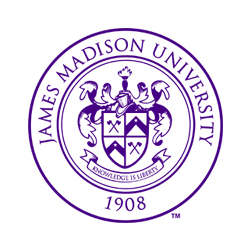 JAMES MADISON UNIVERSITY
KNOWLEDGE IS LIBERTY
1908
TM